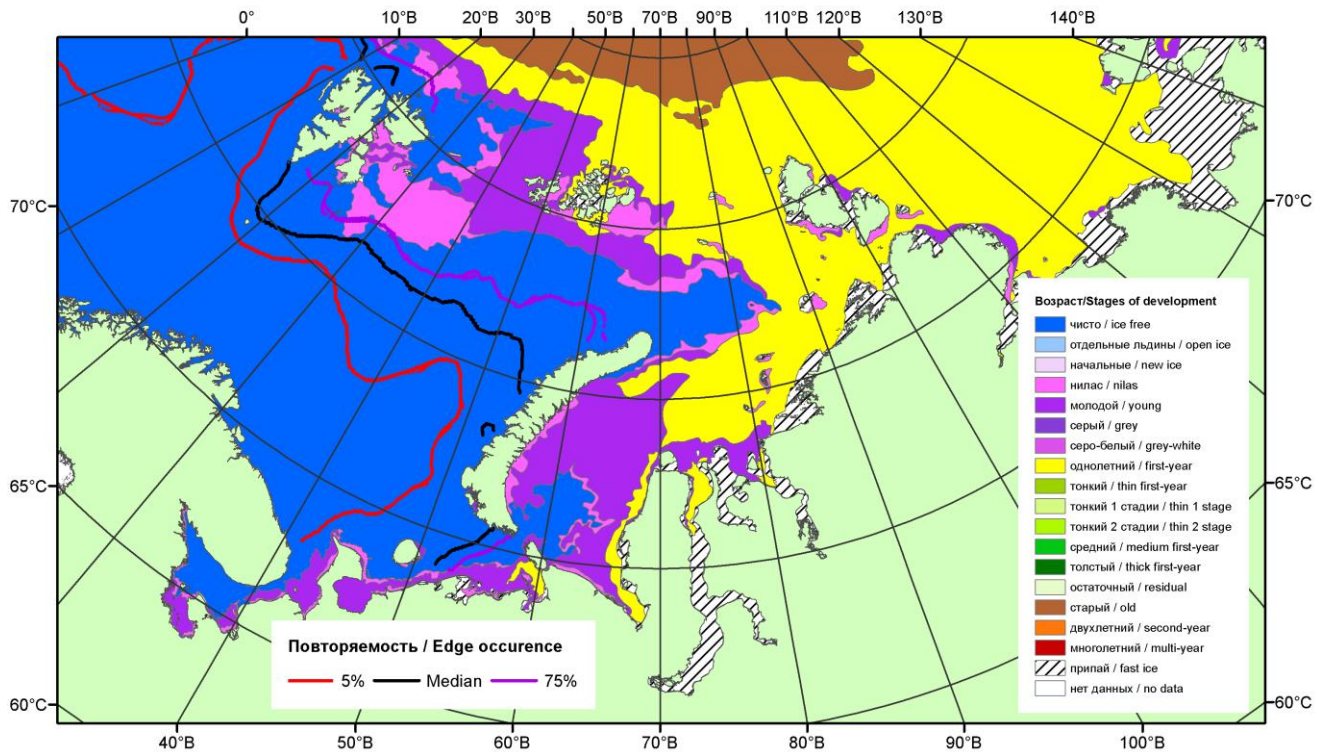 0° 10°В 20°В 30°В 50°В 70°В 90°В 110°В 120°В 130°В 140°В
70°С 70°С
65°С 65°С
60°С 60°С
Возраст/Stages of development
чисто / ice free
отдельные льдины / open ice
начальные / new ice
нилас / nilas
молодой / young
серый / grey
серо-белый / grey-white
однолетний / first-year
тонкий / thin first-year
тонкий 1 стадии / thin 1 stage
тонкий 2 стадии / thin 2 stage
средний / medium first-year
толстый / thick first-year
остаточный / residual
старый / old
двухлетний / second-year
многолетний / multi-year
припай / fast ice
нет данных / no data
Повторяемость / Edge occurence
5% Median 75%
40°В 50°В 60°В 70°В 80°В 90°В 100°В